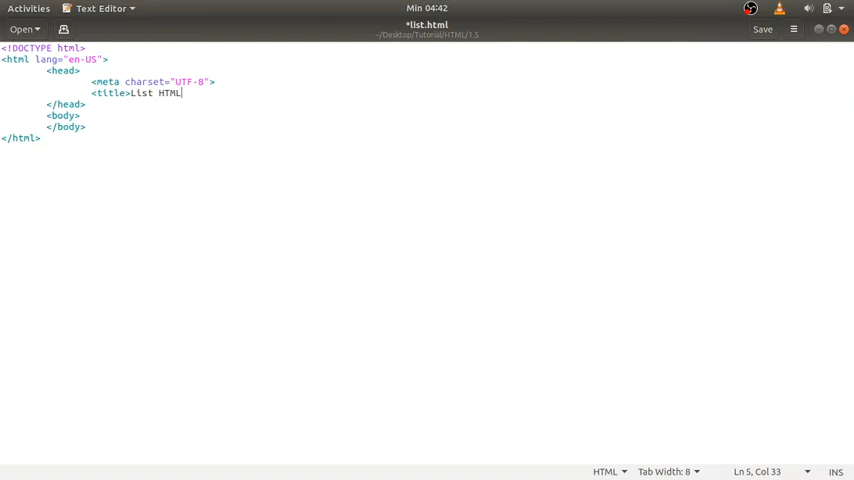 Activities Text Editor Min 04:42
Open *list.html Save
~/Desktop/Tutorial/HTML/1.5
<!DOCTYPE html>
<html lang="en-US">
<head>
<meta charset="UTF-8">
<title>List HTML
</head>
<body>
</body>
</html>
HTML Tab Width: 8 Ln 5, Col 33 INS